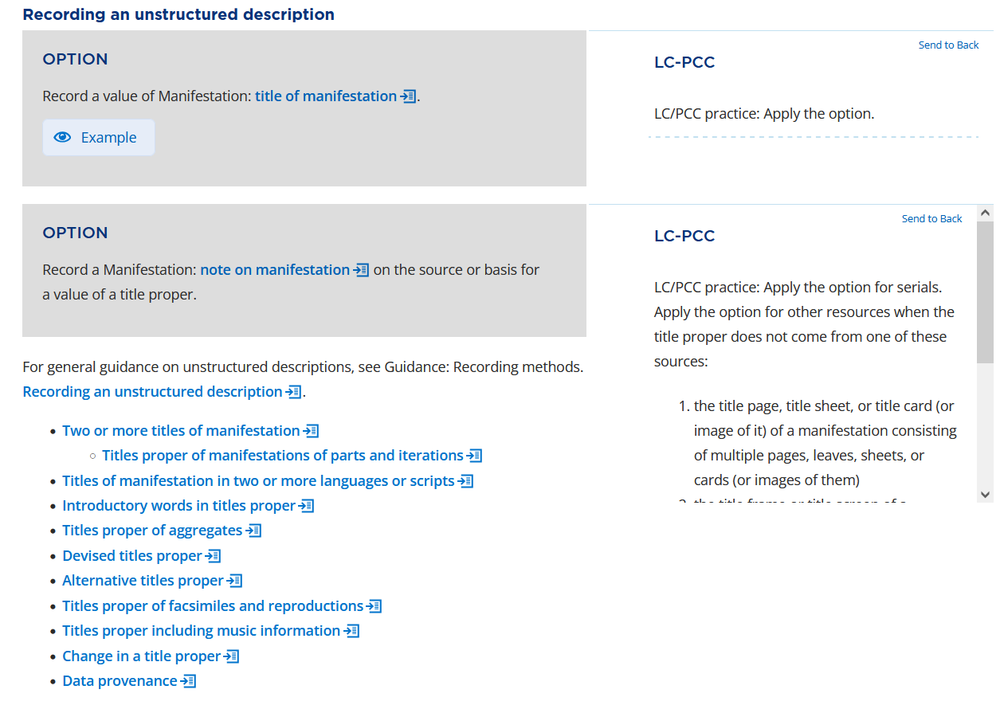 Recording an unstructured description
OPTION
Record a value of Manifestation: title of manifestation.
Example
Send to Back
LC-PCC
LC/PCC practice: Apply the option.
OPTION
Record a Manifestation: note on manifestation on the source or basis for
a value of a title proper.
Send to Back
LC-PCC
LC/PCC practice: Apply the option for serials.
Apply the option for other resources when the
title proper does not come from one of these
sources:
1. the title page, title sheet, or title card (or
image of it) of a manifestation consisting
of multiple pages, leaves, sheets, or
cards (or images of them)
For general guidance on unstructured descriptions, see Guidance: Recording methods.
Recording an unstructured description.
• Two or more titles of manifestation
○ Titles proper of manifestations of parts and iterations
• Titles of manifestation in two or more languages or scripts
• Introductory words in titles proper
• Titles proper of aggregates
• Devised titles proper
• Alternative titles proper
• Titles proper of facsimiles and reproductions
• Titles proper including music information
• Change in a title proper
• Data provenance